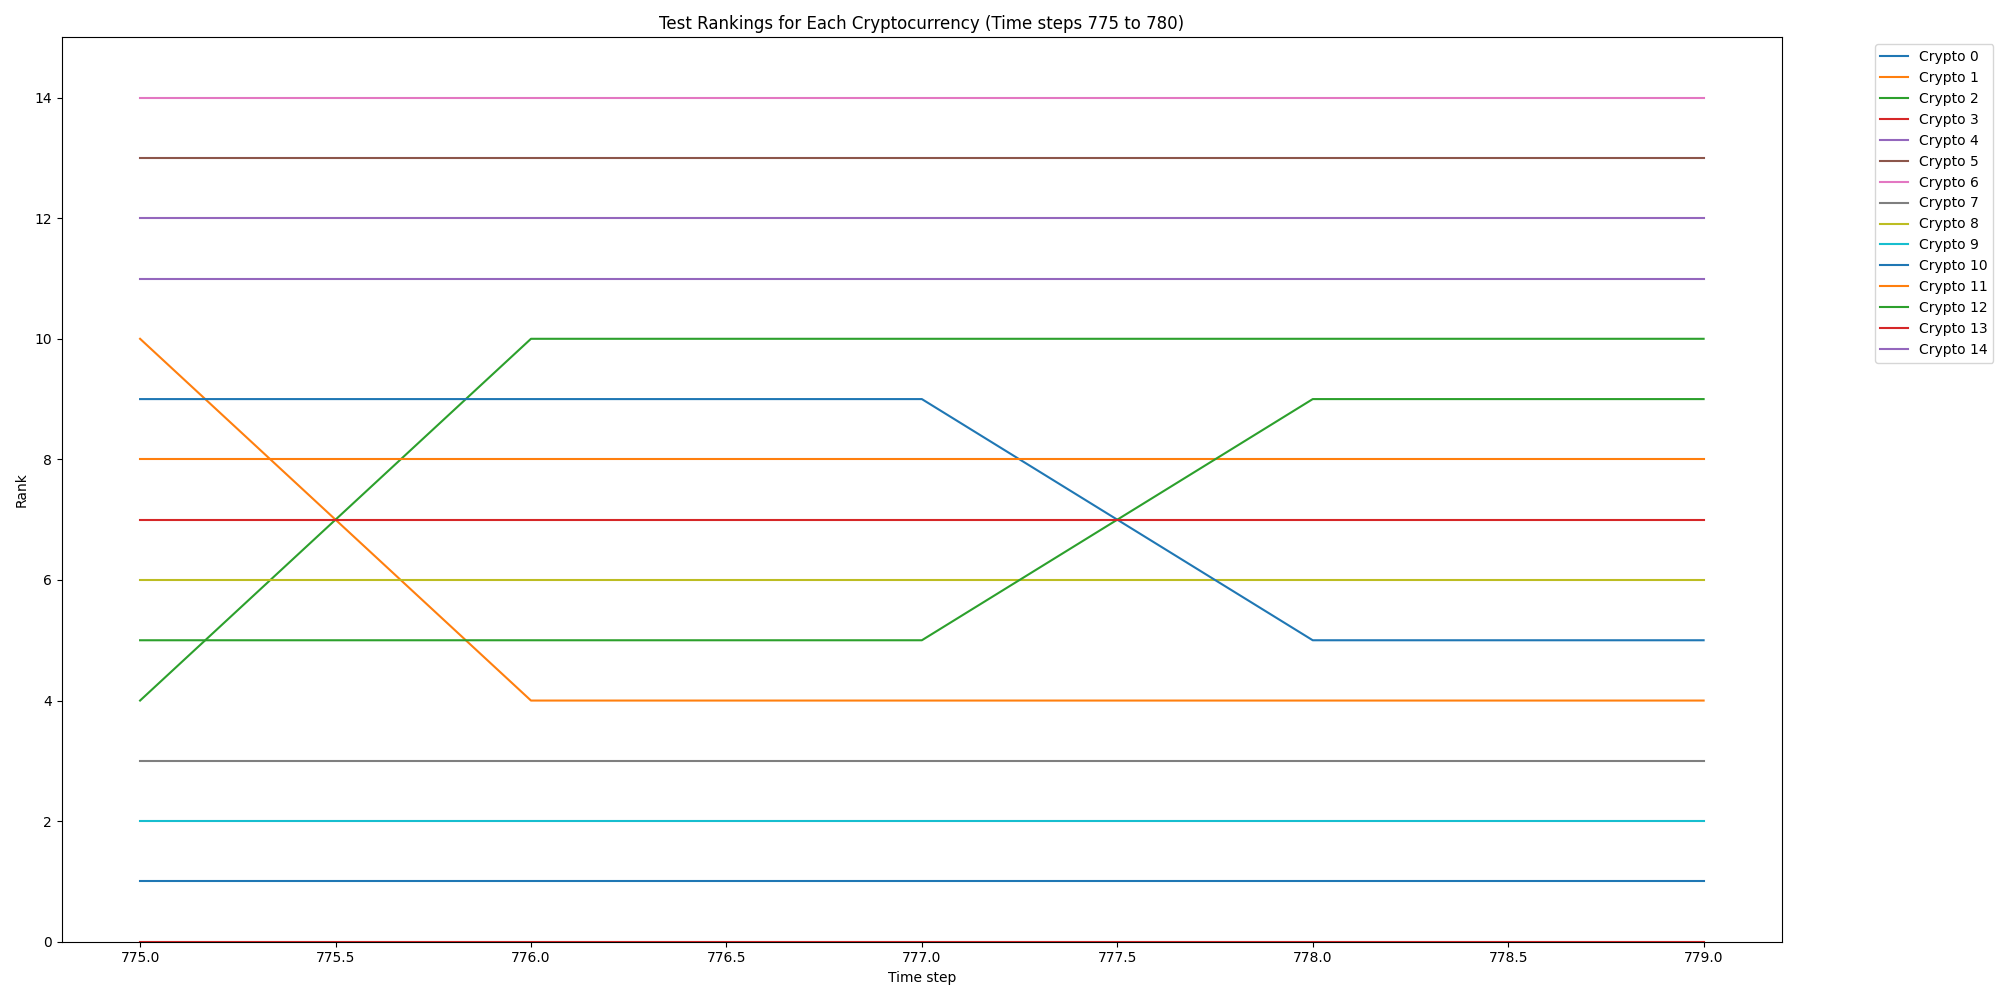 Test Rankings for Each Cryptocurrency (Time steps 775 to 780)
Crypto 0
Crypto 1
Crypto 2
Crypto 3
Crypto 4
Crypto 5
Crypto 6
Crypto 7
Crypto 8
Crypto 9
Crypto 10
Crypto 11
Crypto 12
Crypto 13
Crypto 14
14
12
10
8
6
4
2
0
Rank
775.0 775.5 776.0 776.5 777.0 777.5 778.0 778.5 779.0
Time step